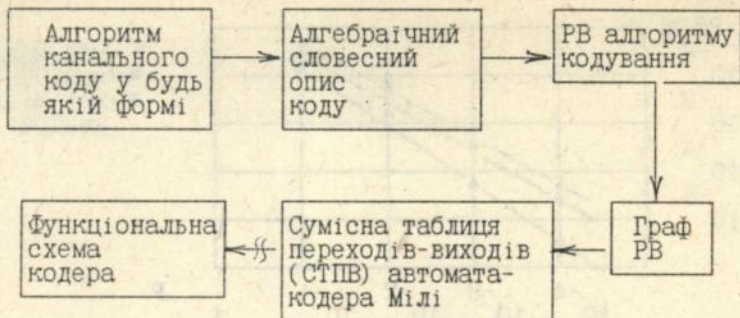 Алгоритм
канального
коду у будь
якій формі
Алгебраїчний
словесний
опис
коду
РВ алгоритму
кодування
Граф
РВ
Сумісна таблиця
переходів-виходів
(СТПВ) автомата-
кодера Мілі
Функціональна
схема
кодера